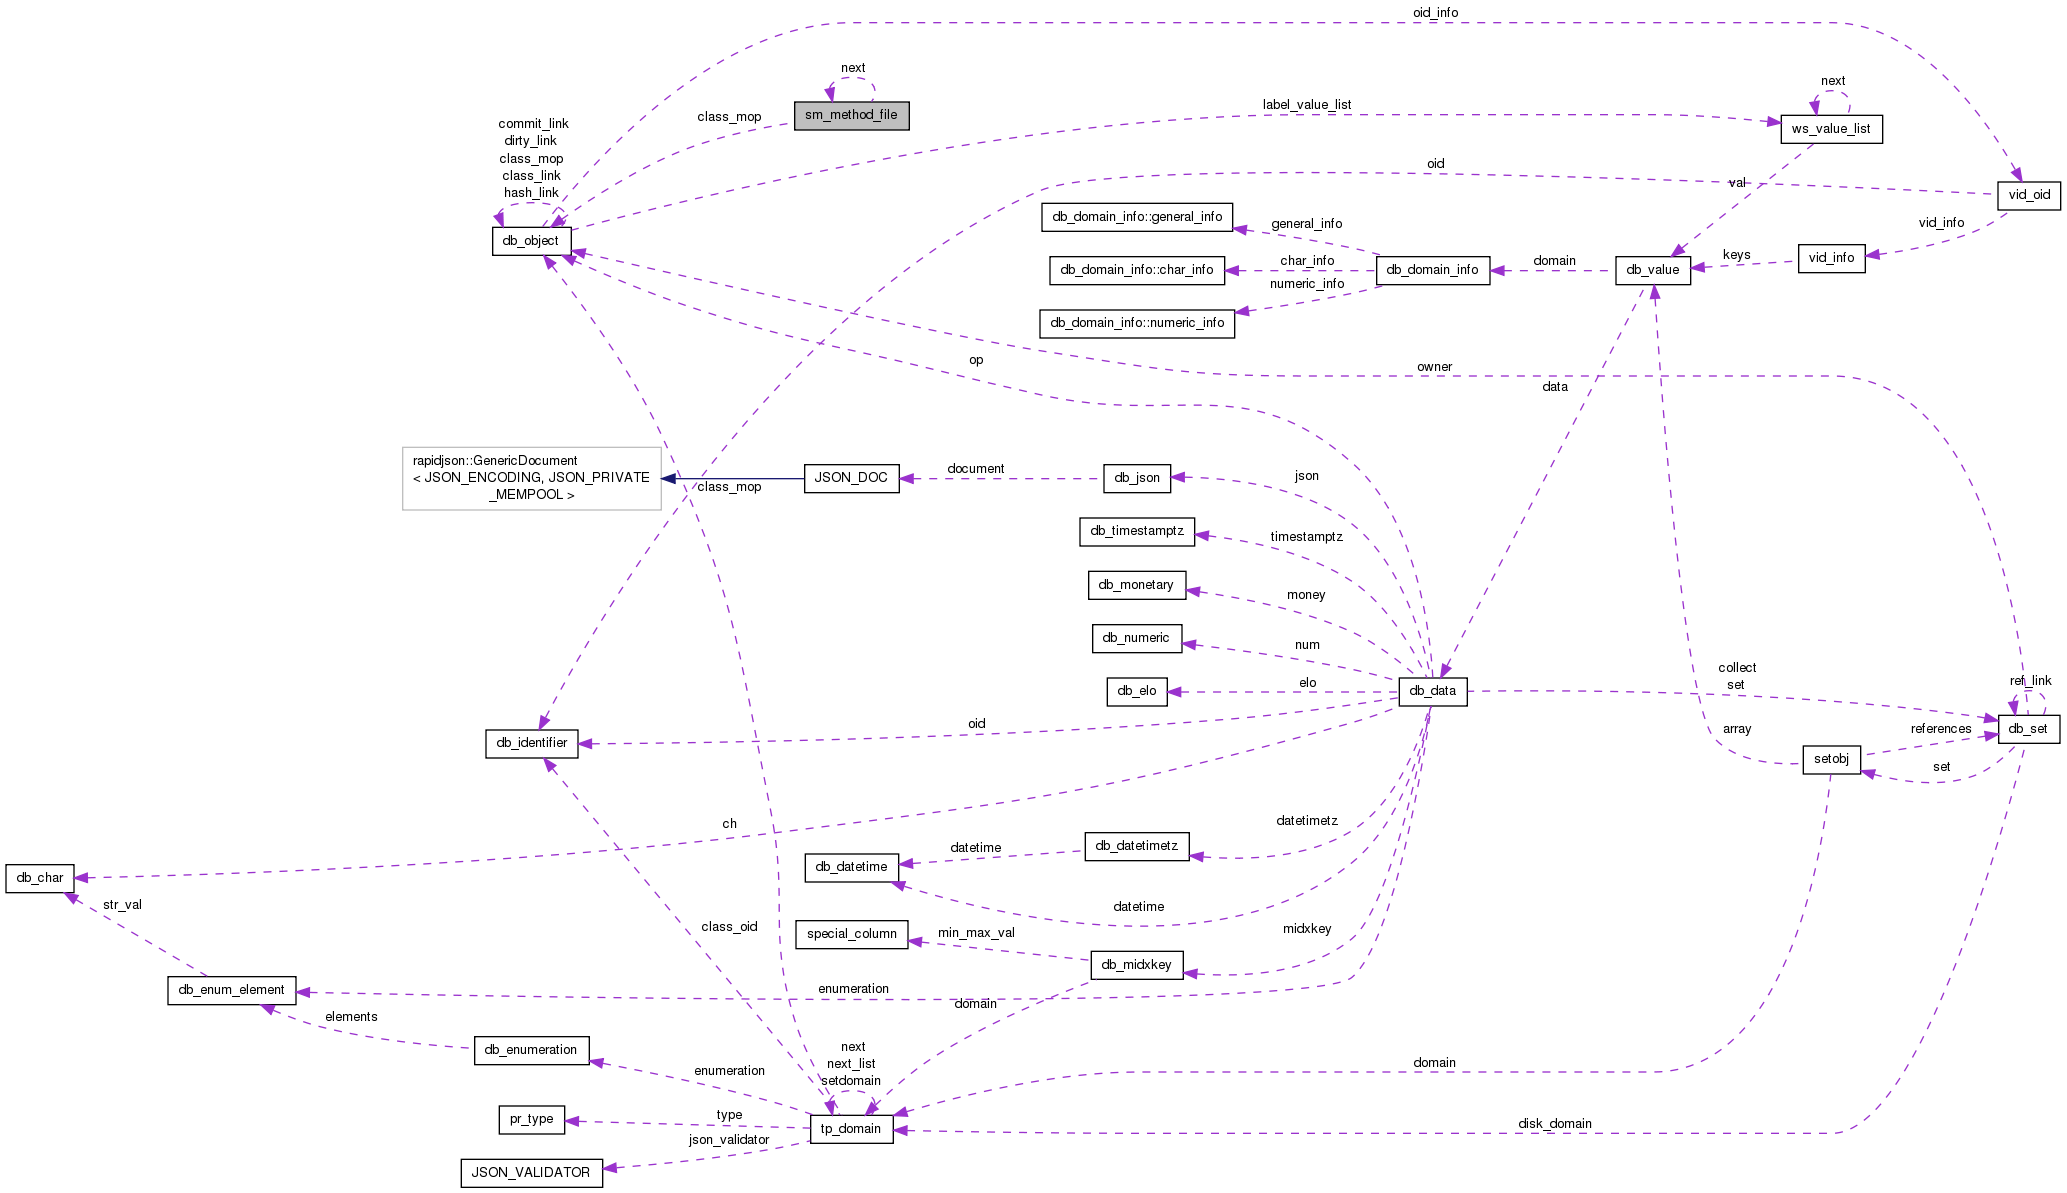 oid_info
next
sm_method_file
next
label_value_list
class_mop
commit_link
dirty_link
class_mop
class_link
hash_link
ws_value_list
oid
val
vid_oid
db_domain_info::general_info
general_info
vid_info
db_object
db_domain_info::char_info
char_info
db_domain_info
domain
db_value
keys
vid_info
numeric_info
db_domain_info::numeric_info
op
owner
data
rapidjson::GenericDocument
< JSON_ENCODING, JSON_PRIVATE
_MEMPOOL >
class_mop
JSON_DOC
document
db_json
json
db_timestamptz
timestamptz
db_monetary
money
db_numeric
num
db_elo
elo
db_data
collect
set
ref_link
db_identifier
oid
array
references
db_set
setobj
set
ch
datetimetz
db_char
db_datetime
datetime
db_datetimetz
str_val
datetime
class_oid
special_column
min_max_val
midxkey
db_midxkey
db_enum_element
enumeration
domain
elements
db_enumeration
next
next_list
setdomain
enumeration
domain
pr_type
type
tp_domain
disk_domain
json_validator
JSON_VALIDATOR